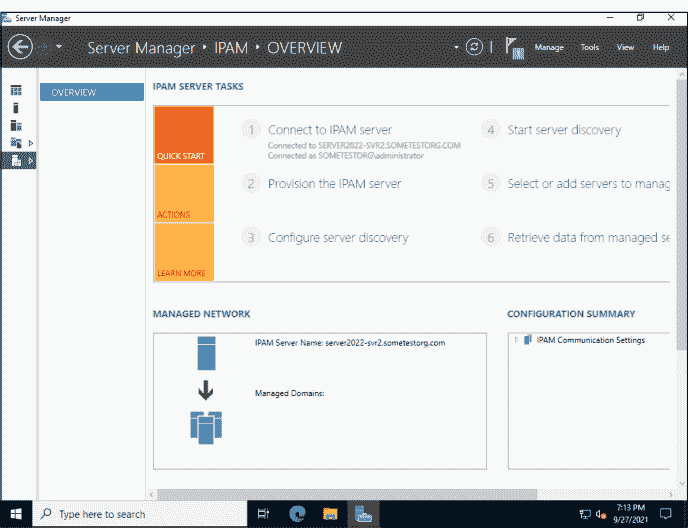 Server Manager
Server Manager • IPAM • OVERVIEW
Manage Tools View Help
OVERVIEW
IPAM SERVER TASKS
QUICK START
ACTIONS
LEARN MORE
1 Connect to IPAM server
Connected to SERVER2022-SVR2.SOMETESTORG.COM
Connected as SOMETESTORG\administrator
2 Provision the IPAM server
3 Configure server discovery
4 Start server discovery
5 Select or add servers to manag
6 Retrieve data from managed se
MANAGED NETWORK
IPAM Server Name: server2022-svr2.sometestorg.com
Managed Domains:
CONFIGURATION SUMMARY
IPAM Communication Settings
Type here to search
7:13 PM
9/27/2021